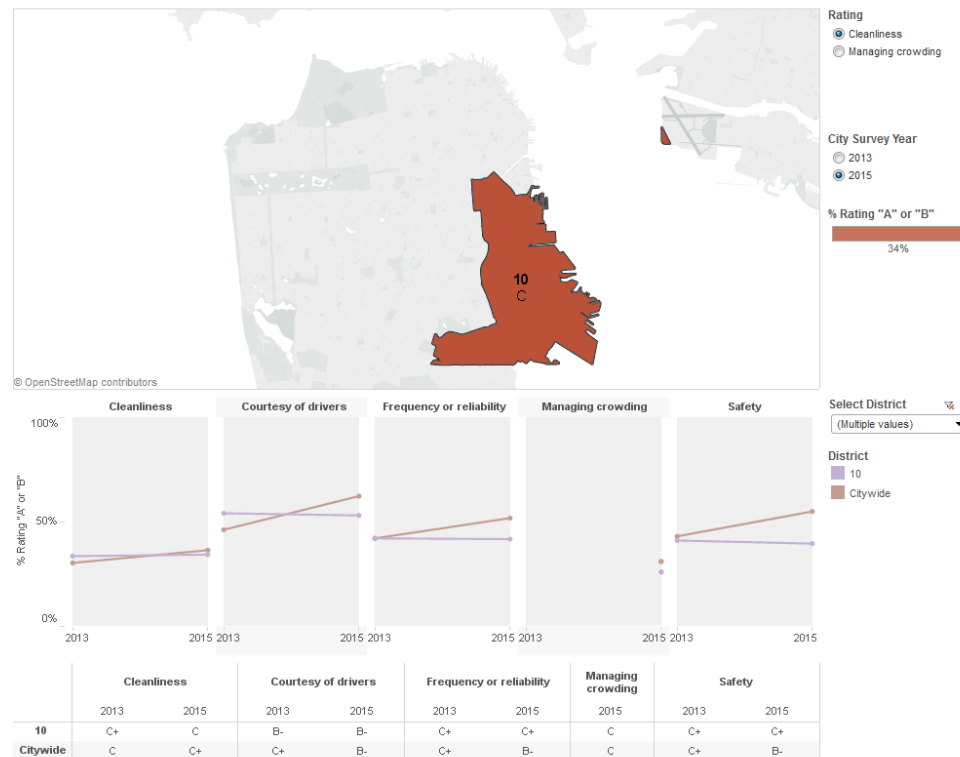 Rating
Cleanliness
Managing crowding
City Survey Year
2013
2015
% Rating "A" or "B"
34%
10
C
© OpenStreetMap contributors
Select District
(Multiple values)
District
10
Citywide
Cleanliness Courtesy of drivers Frequency or reliability Managing crowding Safety
100%
50%
0%
% Rating "A" or "B"
2013 2015 2013 2015 2013 2015 2013 2015 2013 2015
Cleanliness Courtesy of drivers Frequency or reliability Managing crowding Safety
2013 2015 2013 2015 2013 2015 2015 2013 2015
10 C+ C B- B- C+ C+ C C+ C+
Citywide C C+ C+ B- C+ B- C C+ B-